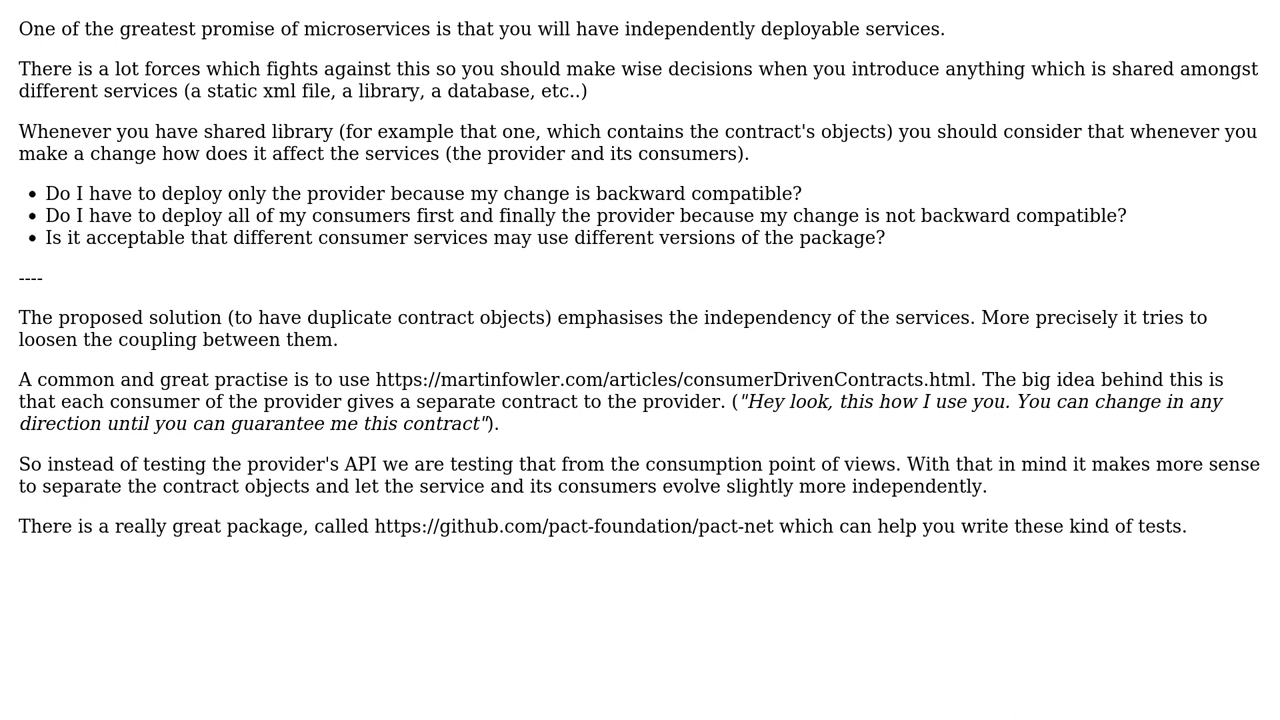 One of the greatest promise of microservices is that you will have independently deployable services.
There is a lot forces which fights against this so you should make wise decisions when you introduce anything which is shared amongst
different services (a static xml file, a library, a database, etc..)
Whenever you have shared library (for example that one, which contains the contract's objects) you should consider that whenever you
make a change how does it affect the services (the provider and its consumers).
• Do I have to deploy only the provider because my change is backward compatible?
• Do I have to deploy all of my consumers first and finally the provider because my change is not backward compatible?
• Is it acceptable that different consumer services may use different versions of the package?
----
The proposed solution (to have duplicate contract objects) emphasises the independency of the services. More precisely it tries to
loosen the coupling between them.
A common and great practise is to use https://martinfowler.com/articles/consumerDrivenContracts.html. The big idea behind this is
that each consumer of the provider gives a separate contract to the provider. ("Hey look, this how I use you. You can change in any
direction until you can guarantee me this contract").
So instead of testing the provider's API we are testing that from the consumption point of views. With that in mind it makes more sense
to separate the contract objects and let the service and its consumers evolve slightly more independently.
There is a really great package, called https://github.com/pact-foundation/pact-net which can help you write these kind of tests.